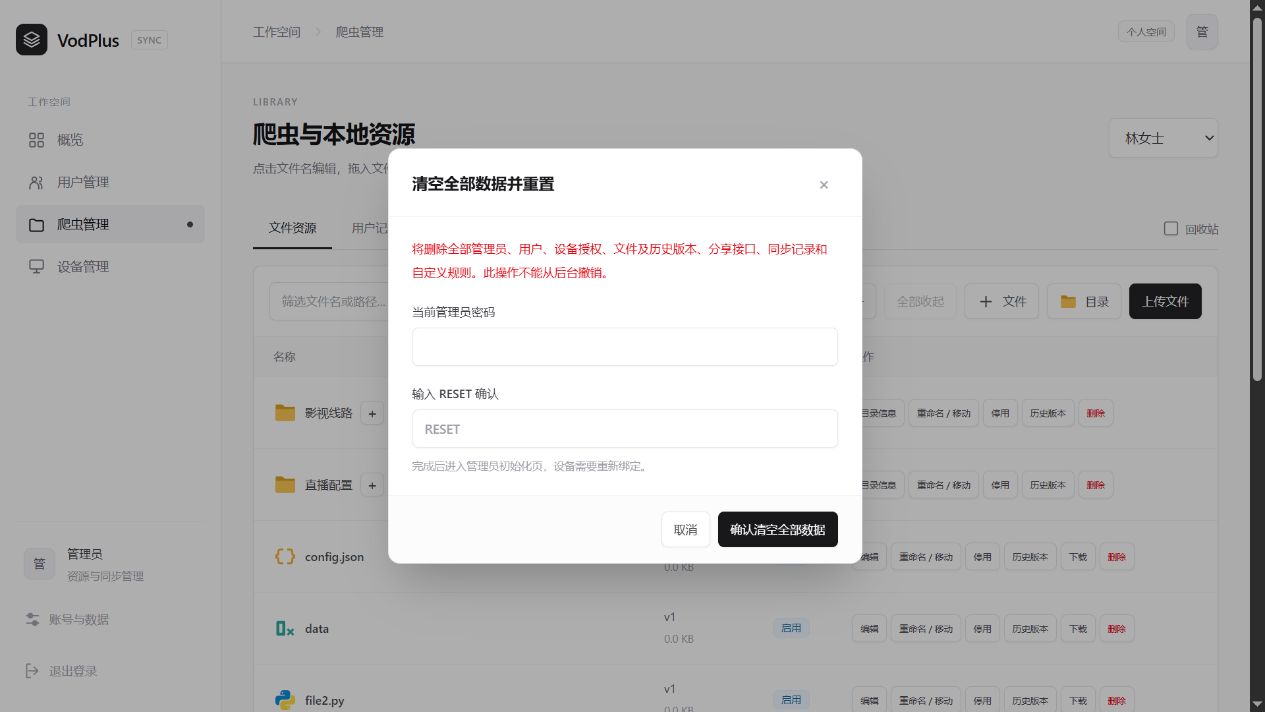 VodPlus SYNC
工作空间 爬虫管理
个人空间 管
工作空间
概览
用户管理
爬虫管理
设备管理
管 管理员
资源与同步管理
账号与数据
退出登录
LIBRARY
爬虫与本地资源
点击文件名编辑，拖入文
林女士
文件资源 用户记
回收站
筛选文件名或路径...
全部收起 + 文件 目录 上传文件
名称
作
影视线路 +
目录信息 重命名 / 移动 停用 历史版本 删除
直播配置 +
目录信息 重命名 / 移动 停用 历史版本 删除
config.json
0.0 KB
编辑 重命名 / 移动 停用 历史版本 下载 删除
data
v1
0.0 KB
启用
编辑 重命名 / 移动 停用 历史版本 下载 删除
file2.py
v1
0.0 KB
启用
编辑 重命名 / 移动 停用 历史版本 下载 删除
清空全部数据并重置 ×
将删除全部管理员、用户、设备授权、文件及历史版本、分享接口、同步记录和
自定义规则。此操作不能从后台撤销。
当前管理员密码
输入 RESET 确认
RESET
完成后进入管理员初始化页，设备需要重新绑定。
取消 确认清空全部数据